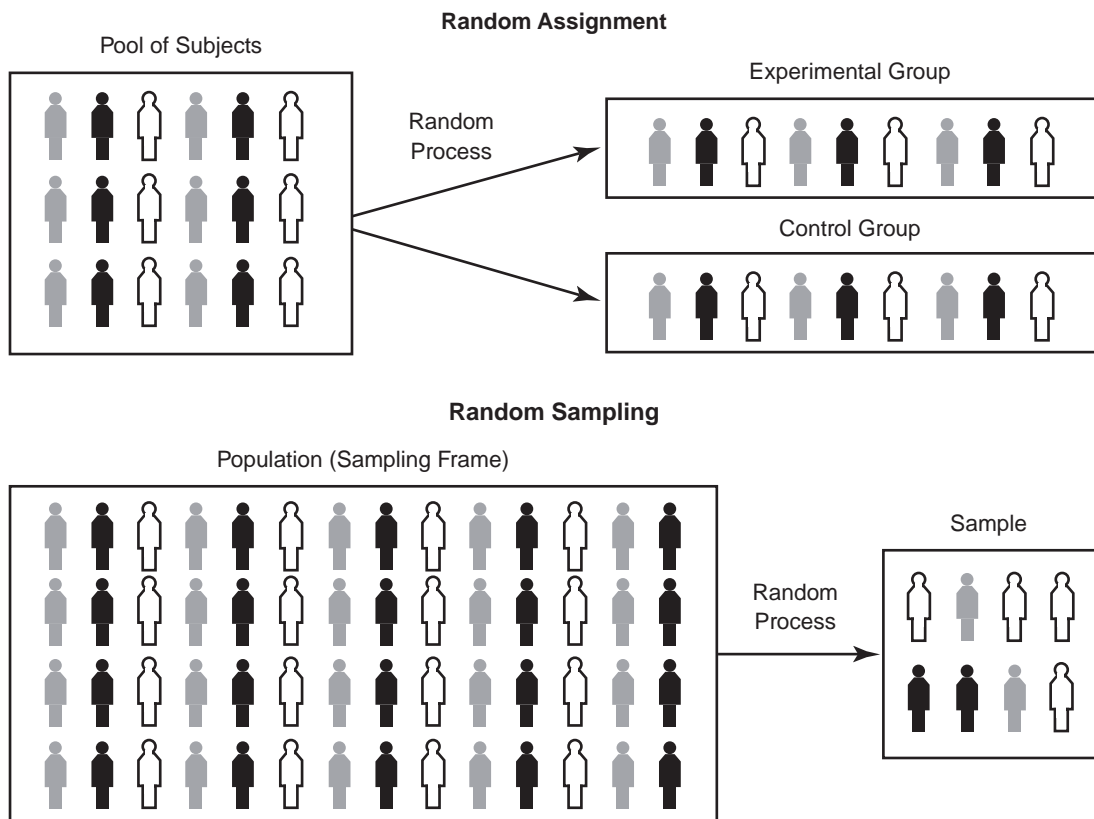 Random Assignment
Pool of Subjects
Experimental Group
Random
Process
Control Group
Random Sampling
Population (Sampling Frame)
Sample
Random
Process